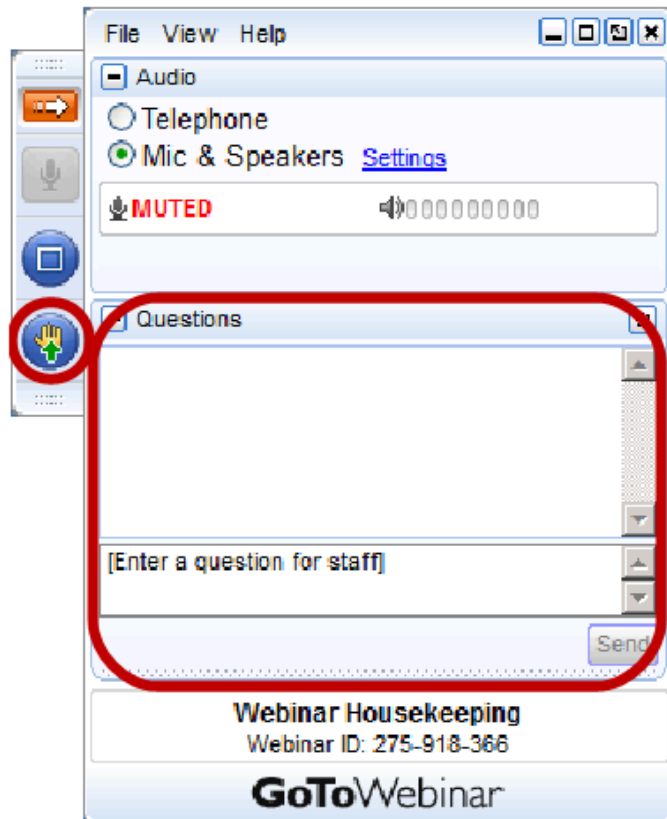 File View Help
Audio
Telephone
Mic & Speakers Settings
MUTED 000000000
Questions
[Enter a question for staff]
Send
Webinar Housekeeping
Webinar ID: 275-918-366
GoToWebinar